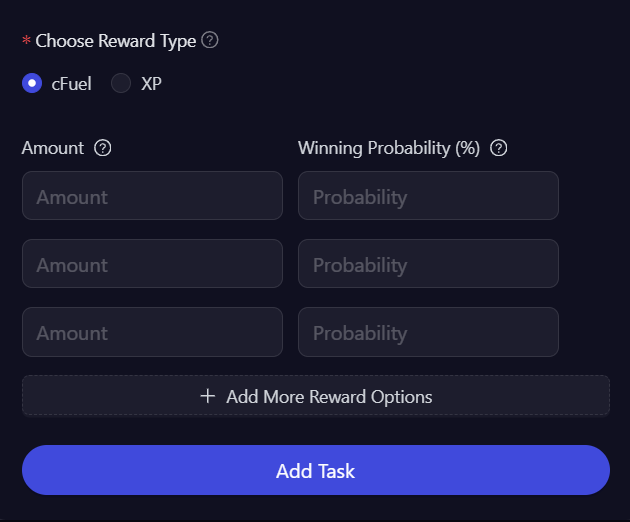 * Choose Reward Type ?
cFuel XP
Amount ? Winning Probability (%) ?
Amount Probability
Amount Probability
Amount Probability
+ Add More Reward Options
Add Task